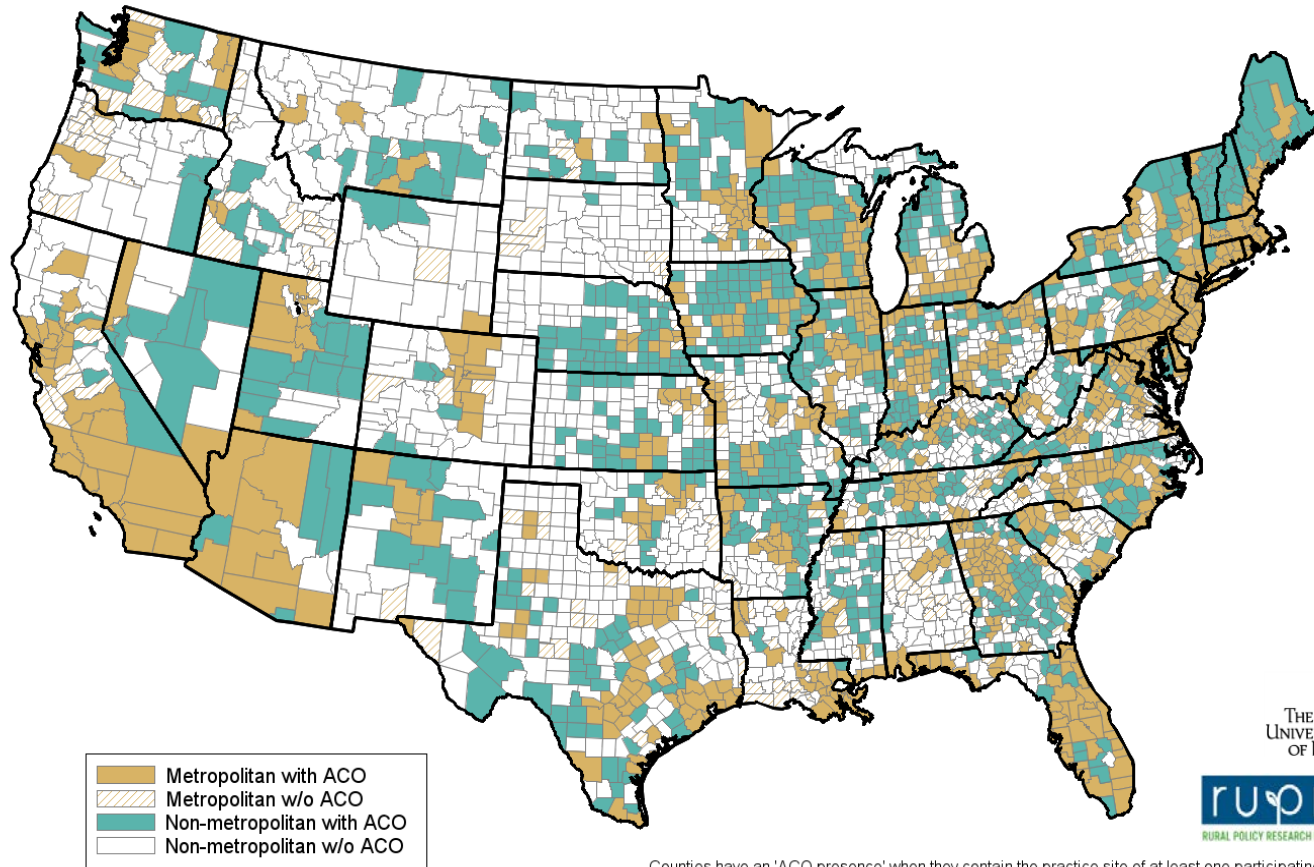 THE
UNIVE
OF I
Metropolitan with ACO
Metropolitan w/o ACO
Non-metropolitan with ACO
Non-metropolitan w/o ACO
rup
RURAL POLICY RESEARCH
Counties have an 'ACO presence' when they contain the practice site of at least one participating